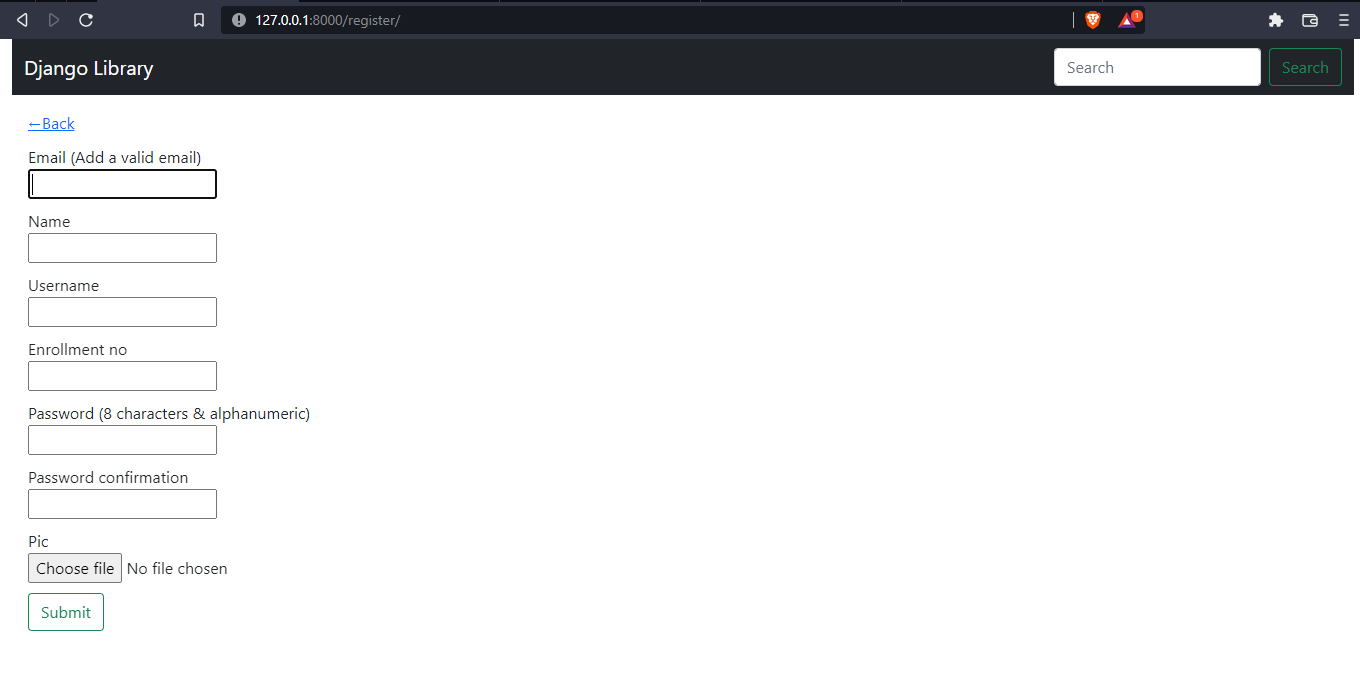 127.0.0.1:8000/register/
1
Django Library
Search
Search
←Back
Email (Add a valid email)
Name
Username
Enrollment no
Password (8 characters & alphanumeric)
Password confirmation
Pic
Choose file No file chosen
Submit